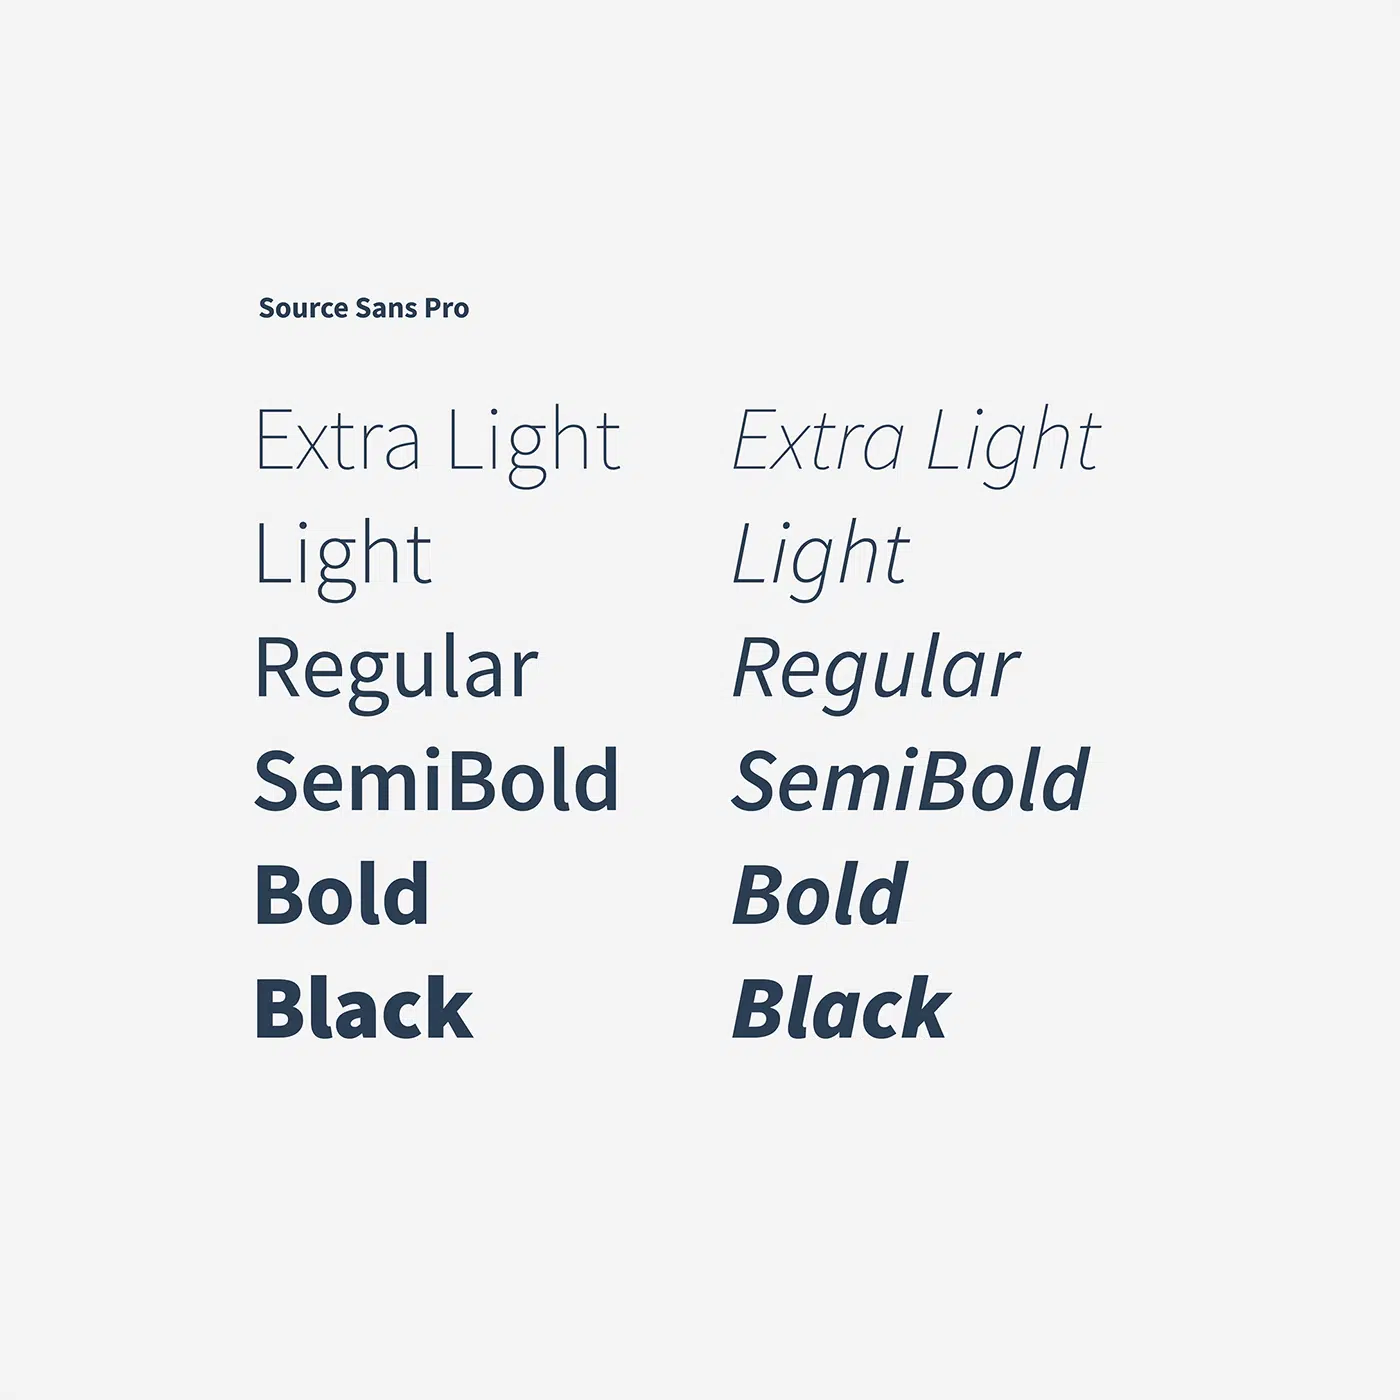 Source Sans Pro
Extra Light Extra Light
Light Light
Regular Regular
SemiBold SemiBold
Bold Bold
Black Black